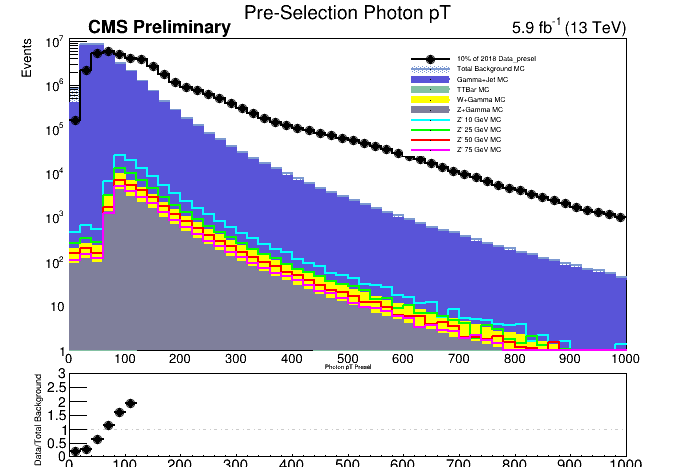 Pre-Selection Photon pT
CMS Preliminary
5.9 fb⁻¹ (13 TeV)
Events
10⁷
10⁶
10⁵
10⁴
10³
10²
10
1
10% of 2018 Data_presel
Total Background MC
Gamma+Jet MC
TTBar MC
W+Gamma MC
Z+Gamma MC
Z' 10 GeV MC
Z' 25 GeV MC
Z' 50 GeV MC
Z' 75 GeV MC
0 100 200 300 400 500 600 700 800 900 1000
Photon pT Presel
Data/Total Background
3
2.5
2
1.5
1
0.5
0
0 100 200 300 400 500 600 700 800 900 1000